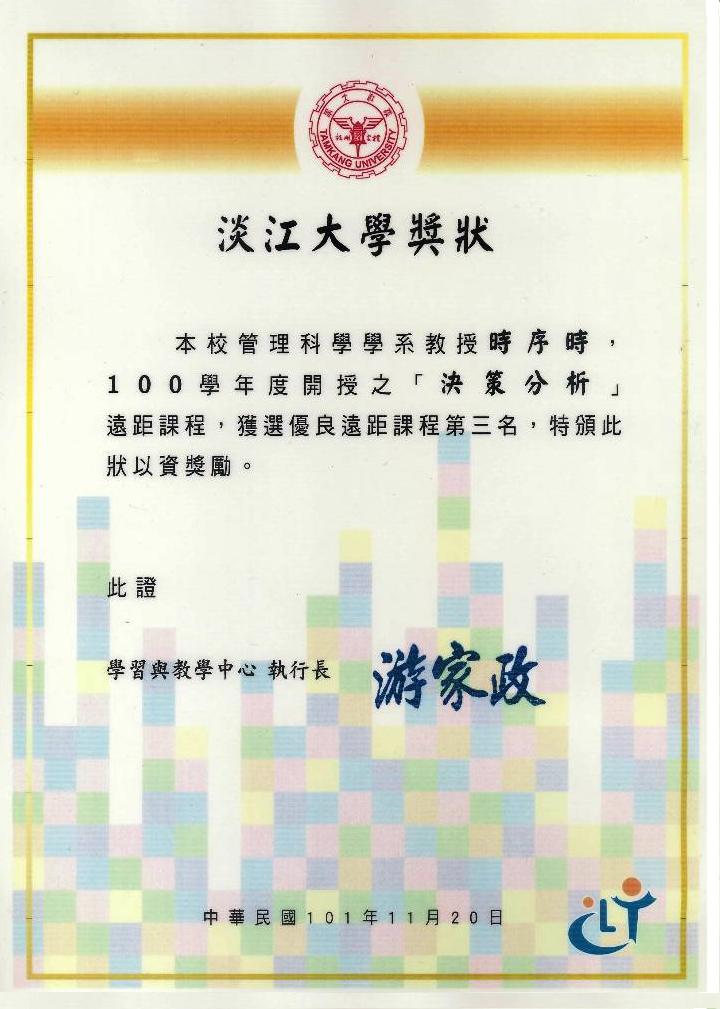 TAMKANG UNIVERSITY
淡江大學獎狀
本校管理科學學系教授時序時，
100學年度開授之「決策分析」
遠距課程，獲選優良遠距課程第三名，特頒此
狀以資獎勵。
此證
學習與教學中心 執行長 游家政
中華民國101年11月20日
CLT